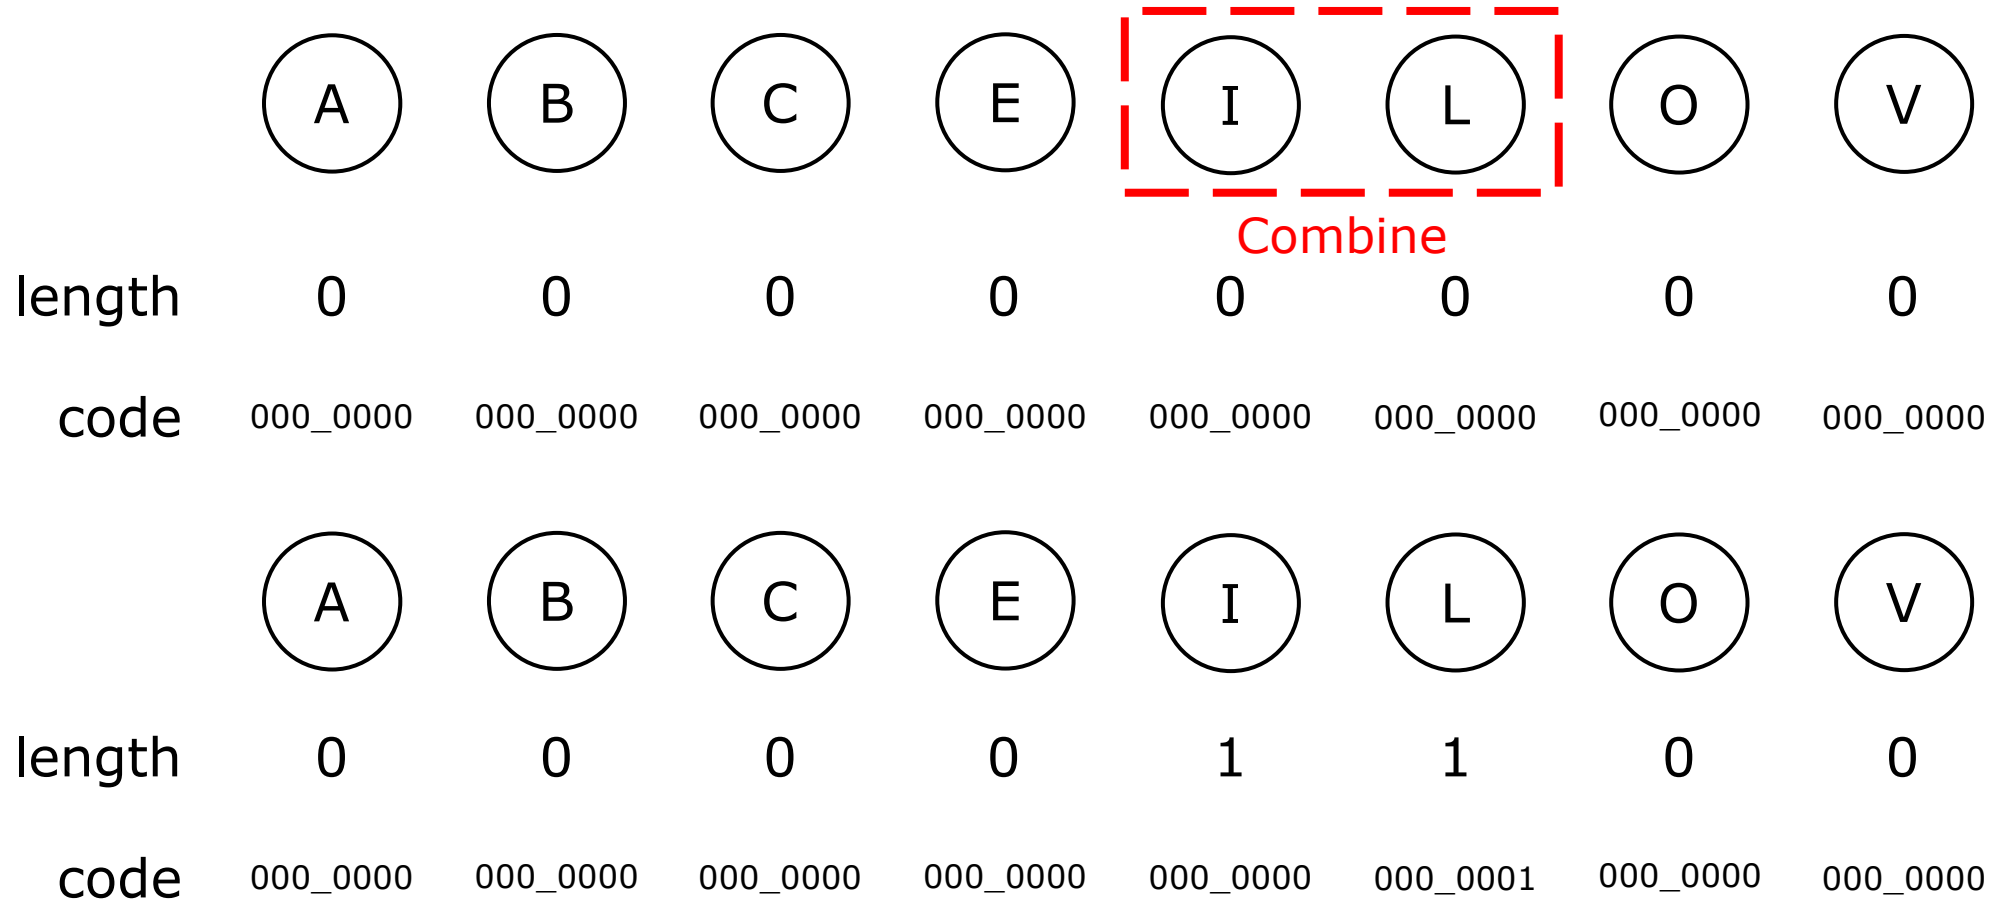 A B C E I L O V
Combine
length 0 0 0 0 0 0 0 0
code 000_0000 000_0000 000_0000 000_0000 000_0000 000_0000 000_0000 000_0000
A B C E I L O V
length 0 0 0 0 1 1 0 0
code 000_0000 000_0000 000_0000 000_0000 000_0000 000_0001 000_0000 000_0000